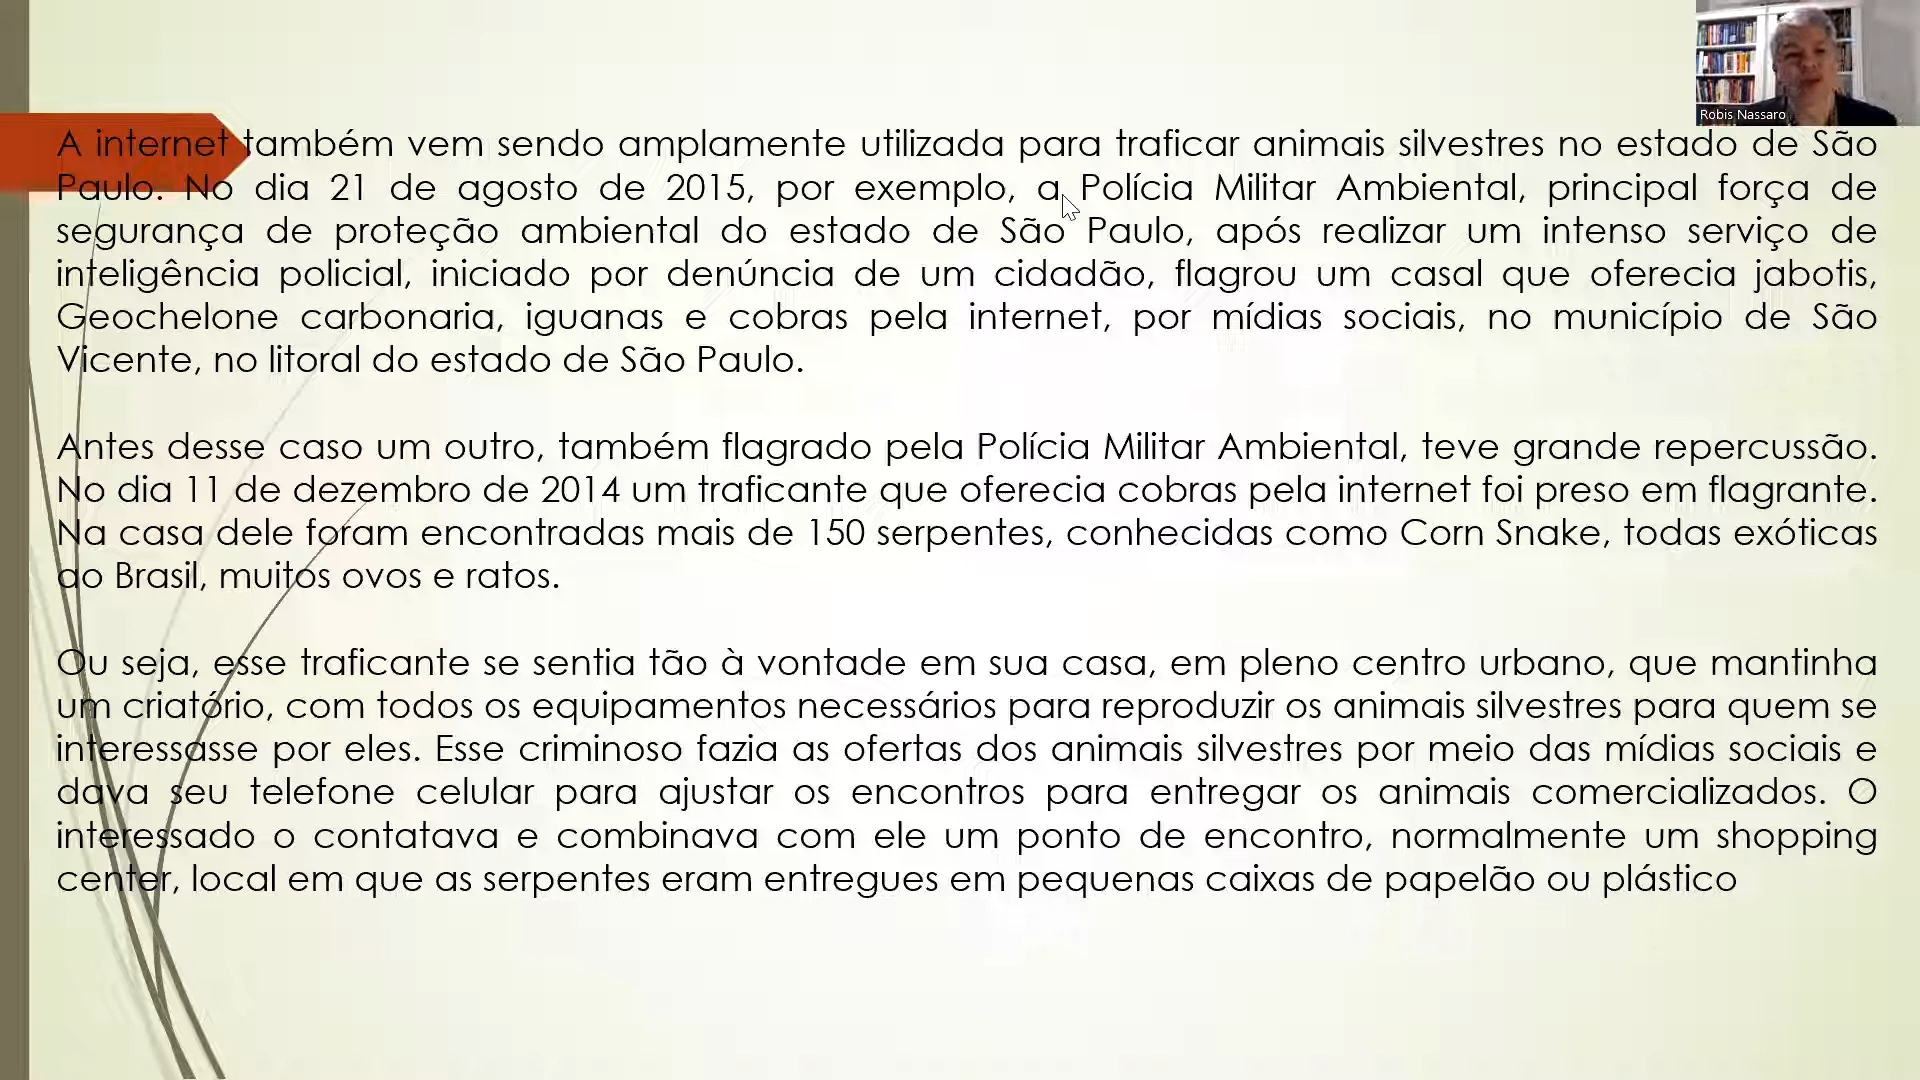 Robis Nassaro
A internet também vem sendo amplamente utilizada para traficar animais silvestres no estado de São
Paulo. No dia 21 de agosto de 2015, por exemplo, a Polícia Militar Ambiental, principal força de
segurança de proteção ambiental do estado de São Paulo, após realizar um intenso serviço de
inteligência policial, iniciado por denúncia de um cidadão, flagrou um casal que oferecia jabotis,
Geochelone carbonaria, iguanas e cobras pela internet, por mídias sociais, no município de São
Vicente, no litoral do estado de São Paulo.
Antes desse caso um outro, também flagrado pela Polícia Militar Ambiental, teve grande repercussão.
No dia 11 de dezembro de 2014 um traficante que oferecia cobras pela internet foi preso em flagrante.
Na casa dele foram encontradas mais de 150 serpentes, conhecidas como Corn Snake, todas exóticas
ao Brasil, muitos ovos e ratos.
Ou seja, esse traficante se sentia tão à vontade em sua casa, em pleno centro urbano, que mantinha
um criatório, com todos os equipamentos necessários para reproduzir os animais silvestres para quem se
interessasse por eles. Esse criminoso fazia as ofertas dos animais silvestres por meio das mídias sociais e
dava seu telefone celular para ajustar os encontros para entregar os animais comercializados. O
interessado o contatava e combinava com ele um ponto de encontro, normalmente um shopping
center, local em que as serpentes eram entregues em pequenas caixas de papelão ou plástico